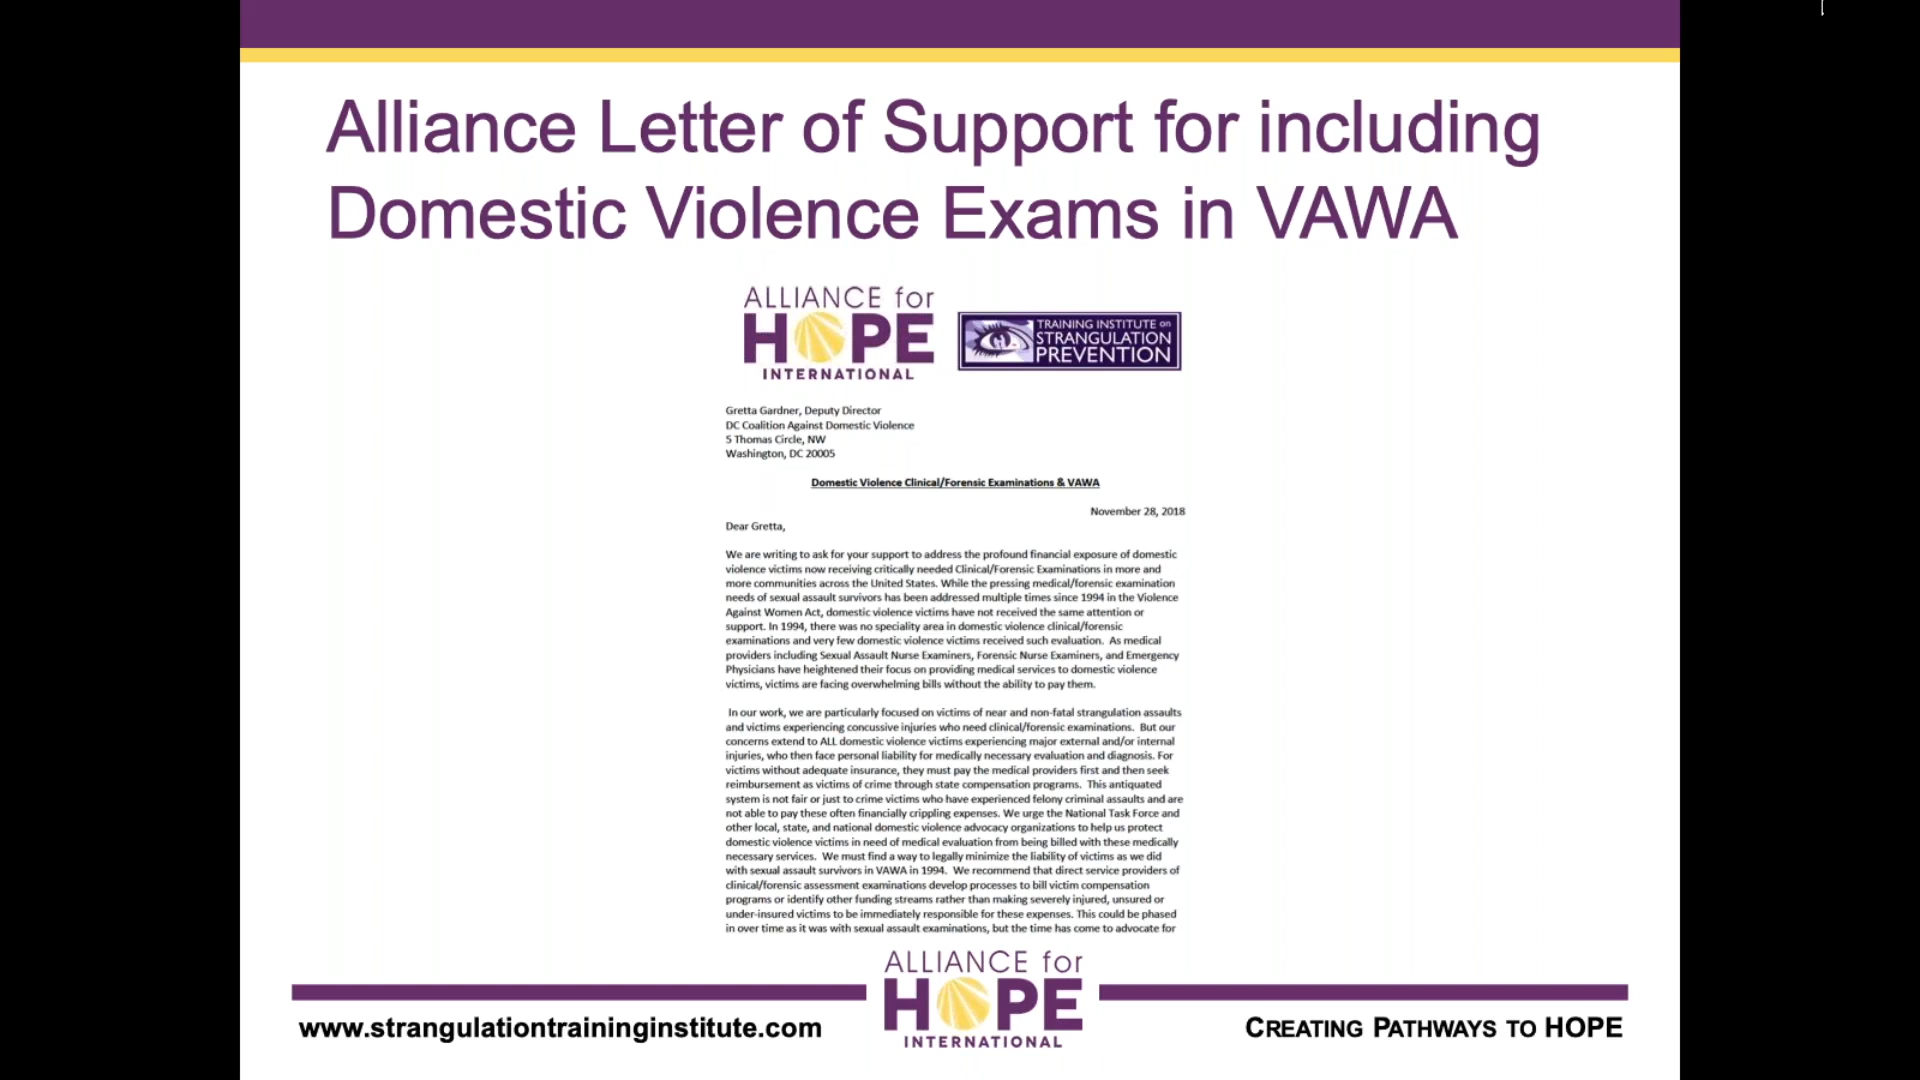 Alliance Letter of Support for including
Domestic Violence Exams in VAWA
ALLIANCE for
HOPE
INTERNATIONAL
TRAINING INSTITUTE on
STRANGULATION
PREVENTION
Gretta Gardner, Deputy Director
DC Coalition Against Domestic Violence
5 Thomas Circle, NW
Washington, DC 20005
Domestic Violence Clinical/Forensic Examinations & VAWA
November 28, 2018
Dear Gretta,
We are writing to ask for your support to address the profound financial exposure of domestic
violence victims now receiving critically needed Clinical/Forensic Examinations in more and
more communities across the United States. While the pressing medical/forensic examination
needs of sexual assault survivors has been addressed multiple times since 1994 in the Violence
Against Women Act, domestic violence victims have not received the same attention or
support. In 1994, there was no speciality area in domestic violence clinical/forensic
examinations and very few domestic violence victims received such evaluation. As medical
providers including Sexual Assault Nurse Examiners, Forensic Nurse Examiners, and Emergency
Physicians have heightened their focus on providing medical services to domestic violence
victims, victims are facing overwhelming bills without the ability to pay them.
In our work, we are particularly focused on victims of near and non-fatal strangulation assaults
and victims experiencing concussive injuries who need clinical/forensic examinations. But our
concerns extend to ALL domestic violence victims experiencing major external and/or internal
injuries, who then face personal liability for medically necessary evaluation and diagnosis. For
victims without adequate insurance, they must pay the medical providers first and then seek
reimbursement as victims of crime through state compensation programs. This antiquated
system is not fair or just to crime victims who have experienced felony criminal assaults and are
not able to pay these often financially crippling expenses. We urge the National Task Force and
other local, state, and national domestic violence advocacy organizations to help us protect
domestic violence victims in need of medical evaluation from being billed with these medically
necessary services. We must find a way to legally minimize the liability of victims as we did
with sexual assault survivors in VAWA in 1994. We recommend that direct service providers of
clinical/forensic assessment examinations develop processes to bill victim compensation
programs or identify other funding streams rather than making severely injured, unsured or
under-insured victims to be immediately responsible for these expenses. This could be phased
in over time as it was with sexual assault examinations, but the time has come to advocate for
ALLIANCE for
HOPE
INTERNATIONAL
www.strangulationtraininginstitute.com
CREATING PATHWAYS TO HOPE